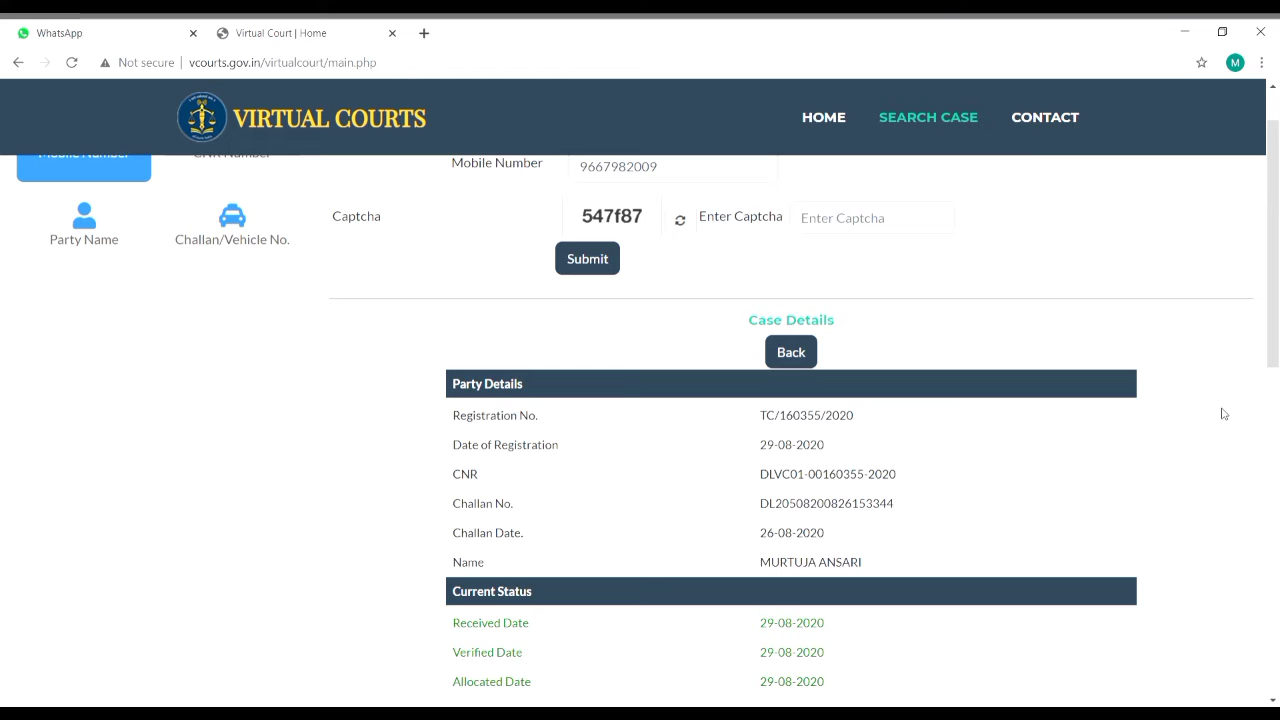 WhatsApp
Virtual Court | Home
Not secure | vcourts.gov.in/virtualcourt/main.php
M
VIRTUAL COURTS
HOME SEARCH CASE CONTACT
Mobile Number CNR Number
Mobile Number 9667982009
Captcha 547f87 Enter Captcha Enter Captcha
Party Name Challan/Vehicle No.
Submit
Case Details
Back
Party Details
Registration No. TC/160355/2020
Date of Registration 29-08-2020
CNR DLVC01-00160355-2020
Challan No. DL20508200826153344
Challan Date. 26-08-2020
Name MURTUJA ANSARI
Current Status
Received Date 29-08-2020
Verified Date 29-08-2020
Allocated Date 29-08-2020